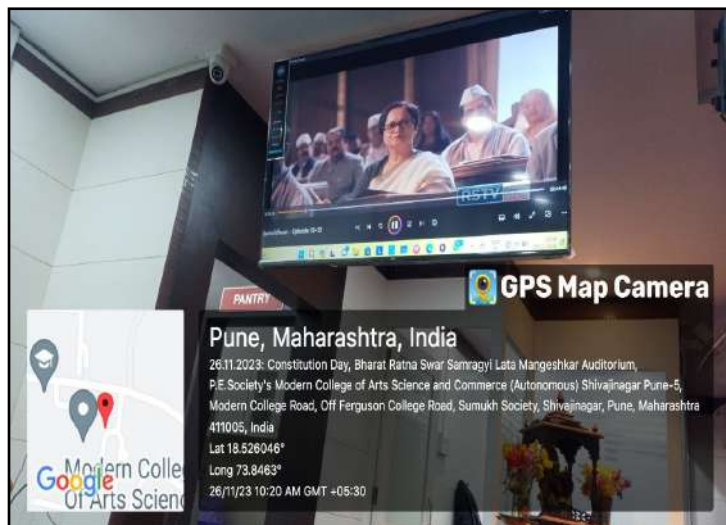 RSTV
PANTRY
GPS Map Camera
Pune, Maharashtra, India
26.11.2023: Constitution Day, Bharat Ratna Swar Samragyi Lata Mangeshkar Auditorium,
P.E.Society's Modern College of Arts Science and Commerce (Autonomous) Shivajinagar Pune-5,
Modern College Road, Off Ferguson College Road, Sumukh Society, Shivajinagar, Pune, Maharashtra
411005, India
Lat 18.526046°
Long 73.8463°
26/11/23 10:20 AM GMT +05:30
Modern Colle
Google
Of Arts Scienc